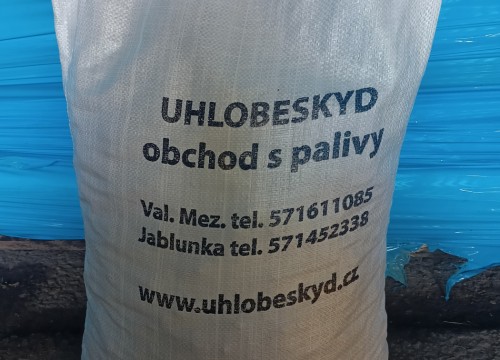 UHLOBESKYD
obchod s palivy
Val. Mez. tel. 571611085
Jablunka tel. 571452338
www.uhlobeskyd.cz